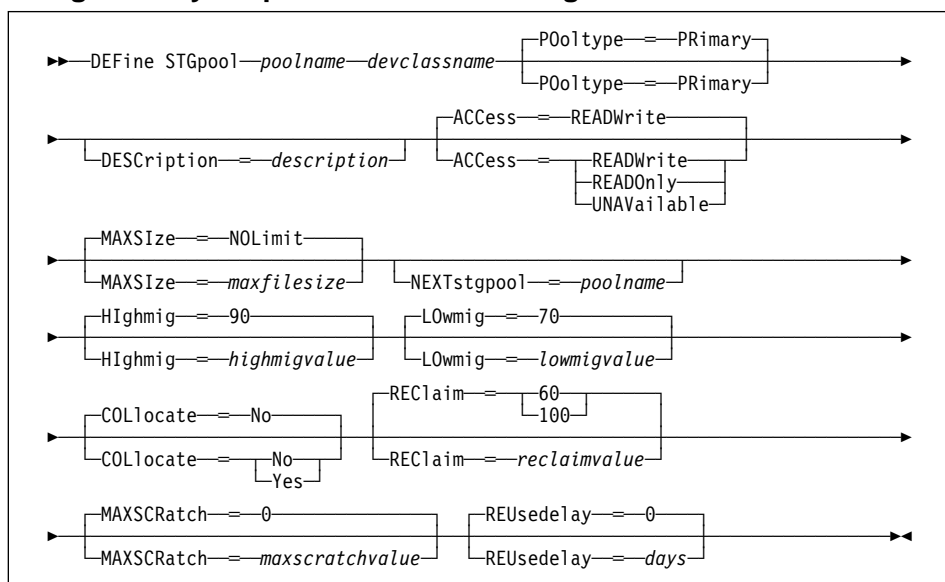 POoltype = PRimary
DEFine STGpool poolname devclassname
POoltype = PRimary
ACCess = READWrite
DESCription = description
ACCess = READWrite
READOnly
UNAVailable
MAXSIze = NOLimit
MAXSIze = maxfilesize
NEXTstgpool = poolname
HIghmig = 90
LOwmig = 70
HIghmig = highmigvalue
LOwmig = lowmigvalue
COLlocate = No
REClaim = 60
100
COLlocate = No
Yes
REClaim = reclaimvalue
MAXSCRatch = 0
REUsedelay = 0
MAXSCRatch = maxscratchvalue
REUsedelay = days